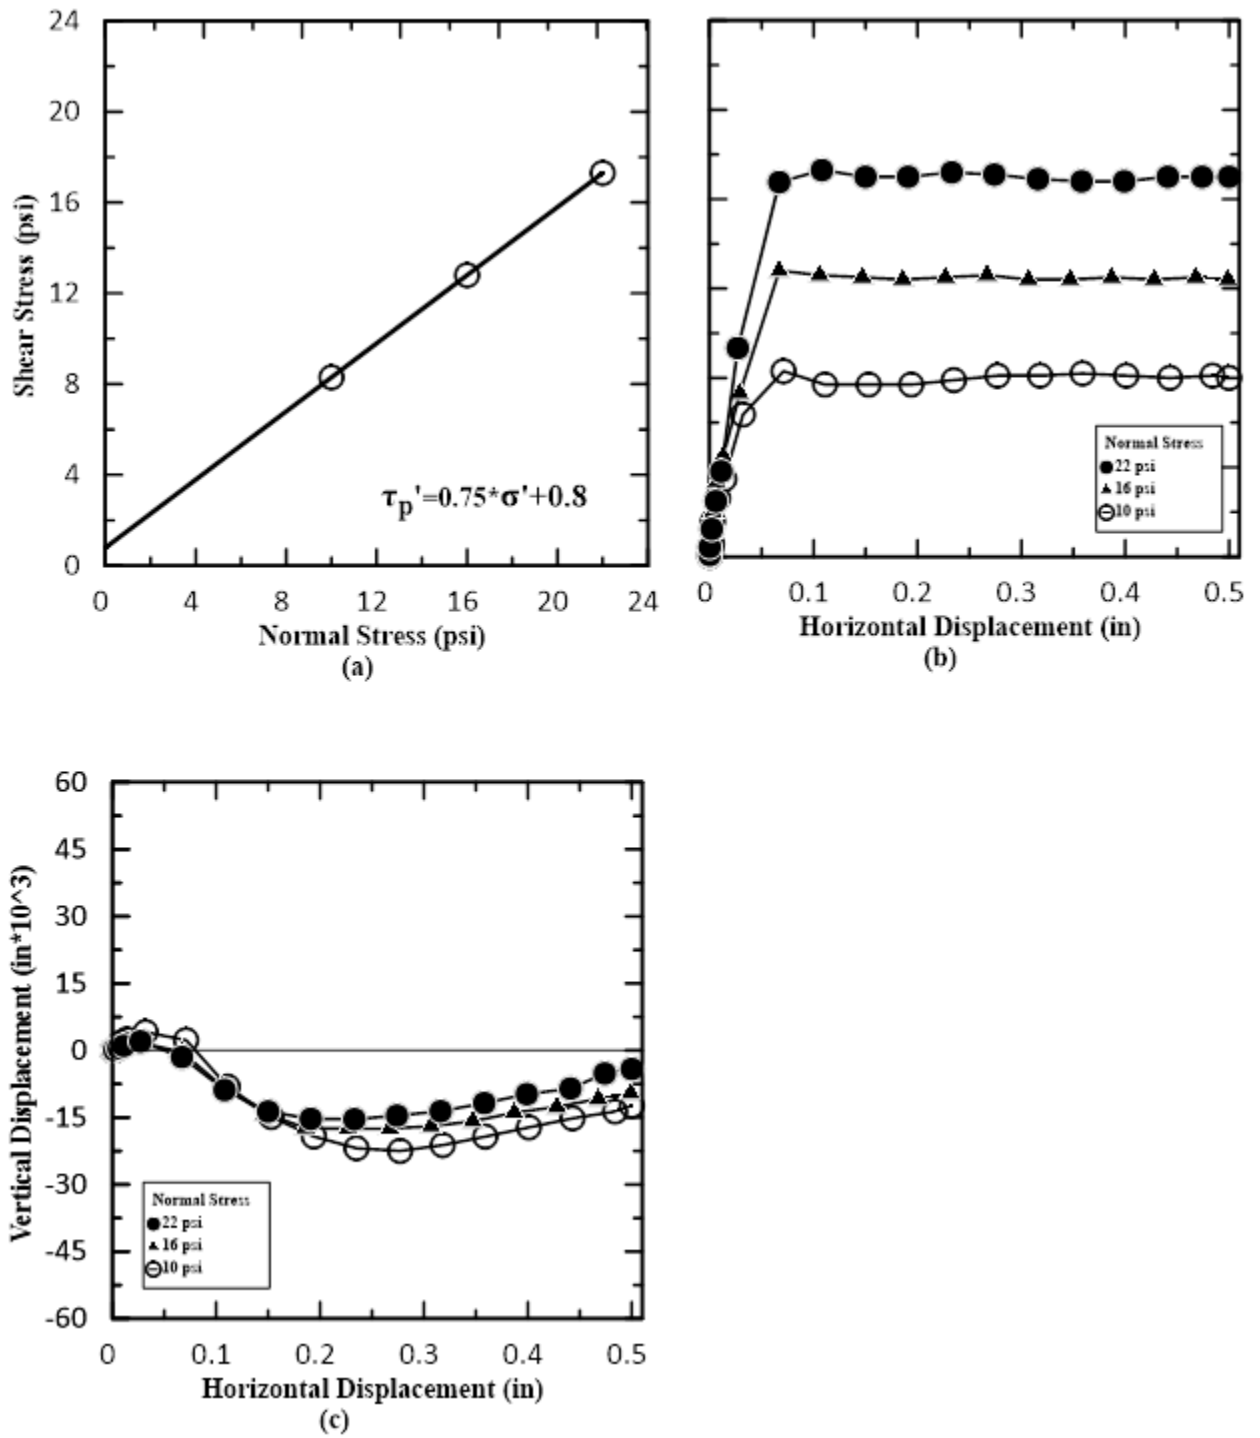 24
20
16
12
8
4
0
Shear Stress (psi)
τp'=0.75*σ'+0.8
0 4 8 12 16 20 24
Normal Stress (psi)
(a)
Normal Stress
22 psi
16 psi
10 psi
0 0.1 0.2 0.3 0.4 0.5
Horizontal Displacement (in)
(b)
60
45
30
15
0
-15
-30
-45
-60
Vertical Displacement (in*10^3)
Normal Stress
22 psi
16 psi
10 psi
0 0.1 0.2 0.3 0.4 0.5
Horizontal Displacement (in)
(c)